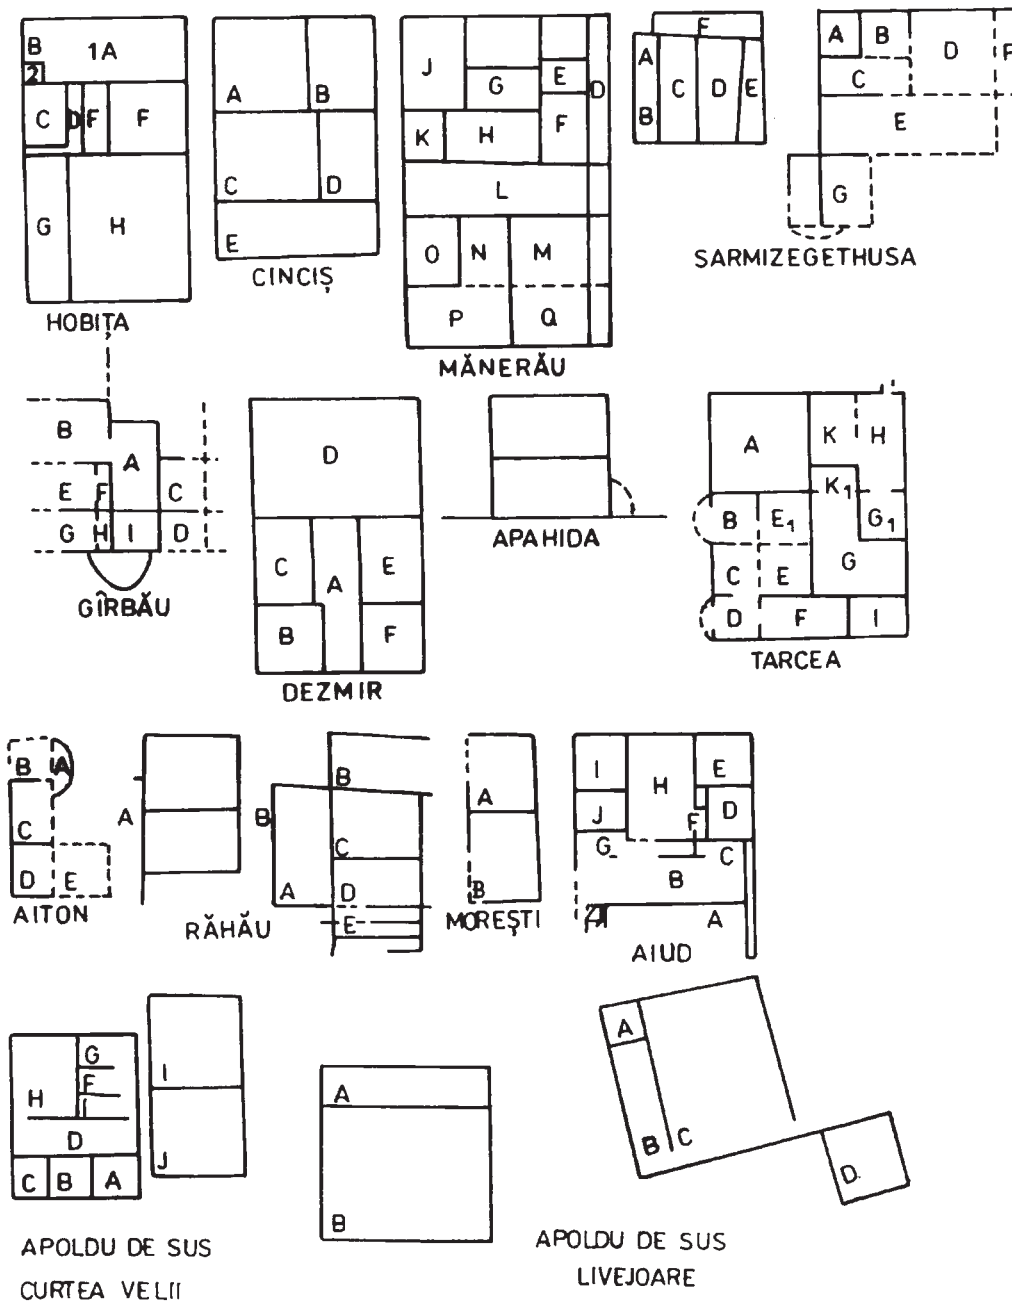 B 1A
2
C D F F
G H
HOBIȚA
A B
C D
E
CINCIȘ
J G E D
K H F
L
O N M
P Q
MĂNERĂU
F
A C D E
B
A B D F
C
E
G
SARMIZEGETHUSA
B A
E F C
G H I D
GÎRBĂU
D
C A E
B F
DEZMIR
APAHIDA
A K H
K1
B E1 G1
C E G
D F I
TARCEA
B A
C
D E
AITON
A
B
B C
A D
E
RĂHĂU
A
B
MOREȘTI
I H E
J F D
G C
B
A
AIUD
G
F
H I
D
C B A
I
J
APOLDU DE SUS
CURTEA VELII
A
B
A
B C
D
APOLDU DE SUS
LIVEJOARE